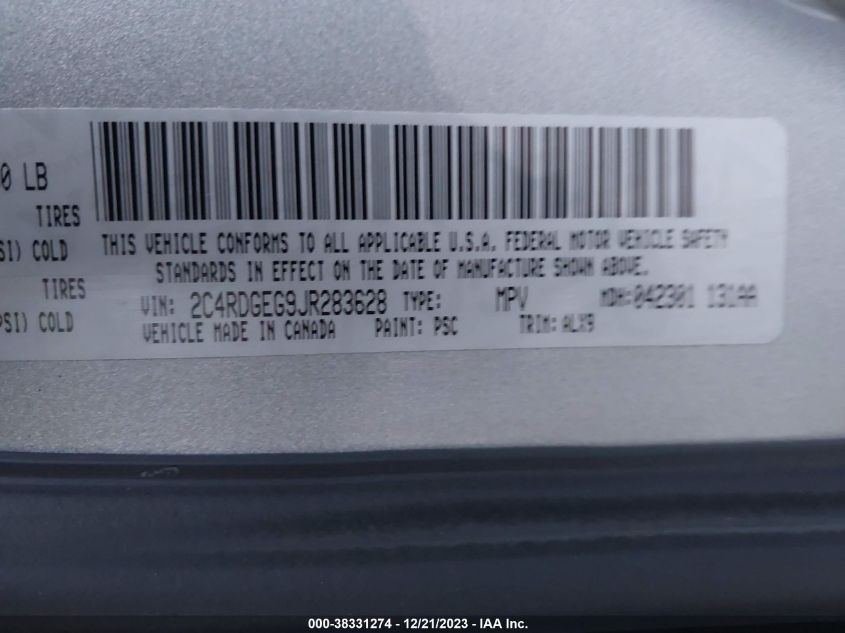 0 LB
TIRES
SI) COLD
TIRES
PSI) COLD
THIS VEHICLE CONFORMS TO ALL APPLICABLE U.S.A. FEDERAL MOTOR VEHICLE SAFETY
STANDARDS IN EFFECT ON THE DATE OF MANUFACTURE SHOWN ABOVE.
VIN: 2C4RDGEG9JR283628 TYPE: MPV MDH: 042301 131AA
VEHICLE MADE IN CANADA PAINT: PSC TRIM: ALX9
000-38331274 - 12/21/2023 - IAA Inc.